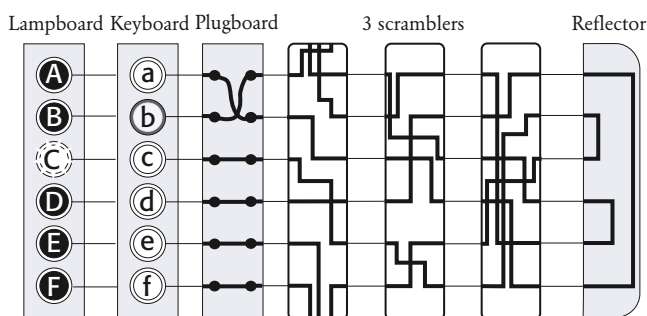 Lampboard Keyboard Plugboard 3 scramblers Reflector
A a
B b
C c
D d
E e
F f